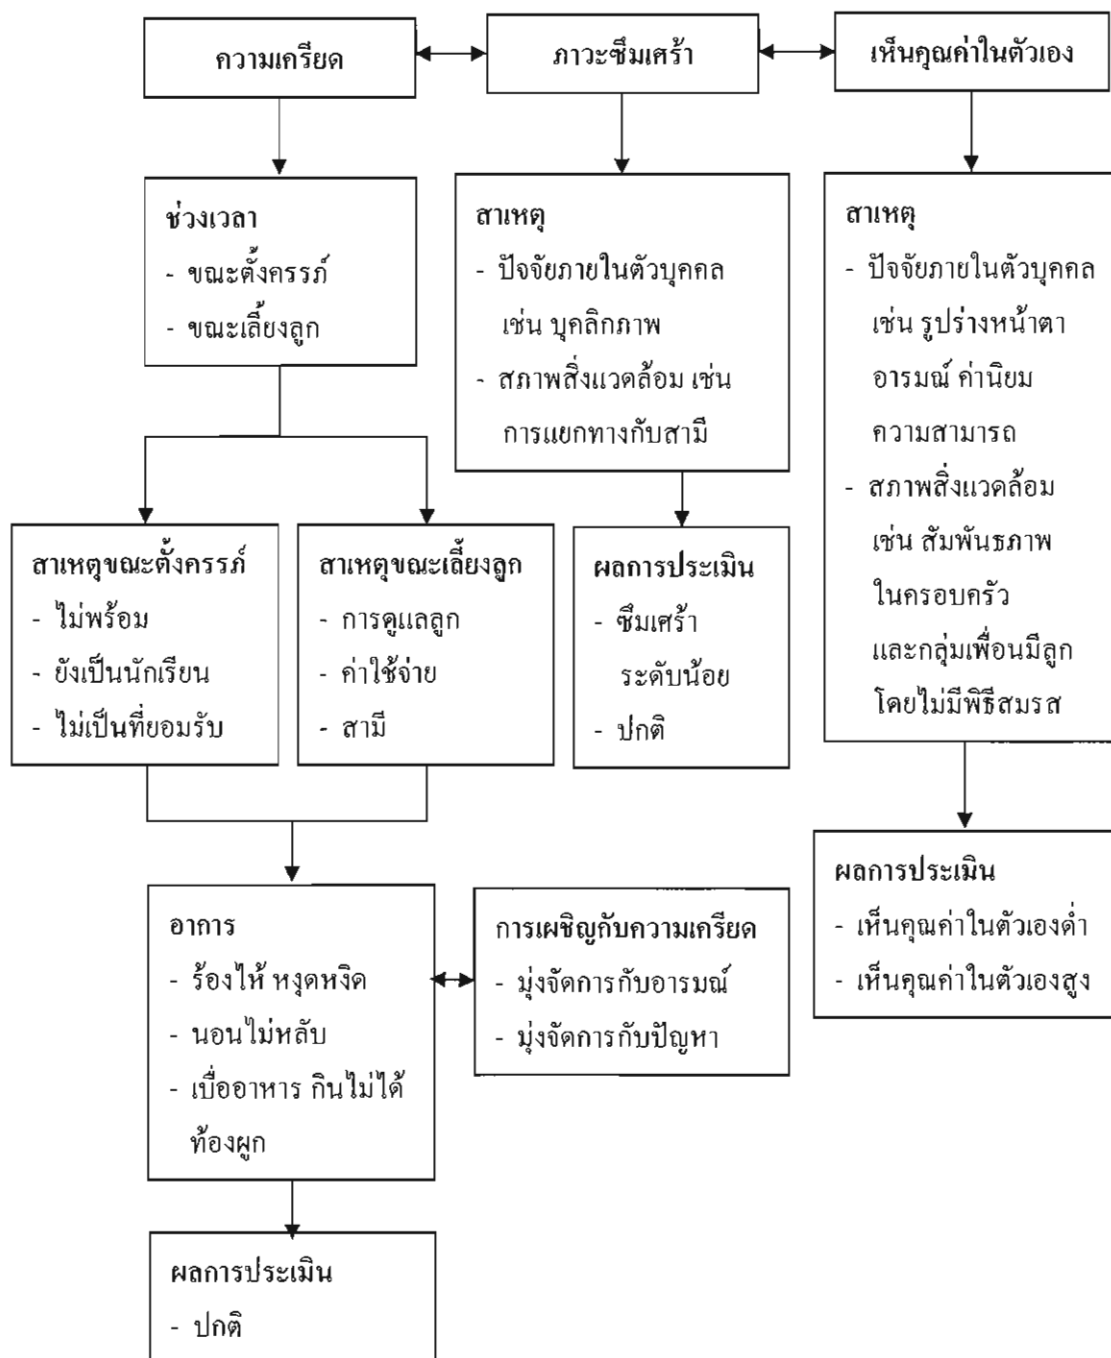 ความเครียด
ภาวะซึมเศร้า
เห็นคุณค่าในตัวเอง
ช่วงเวลา
- ขณะตั้งครรภ์
- ขณะเลี้ยงลูก
สาเหตุ
- ปัจจัยภายในตัวบุคคล
เช่น บุคลิกภาพ
- สภาพสิ่งแวดล้อม เช่น
การแยกทางกับสามี
สาเหตุ
- ปัจจัยภายในตัวบุคคล
เช่น รูปร่างหน้าตา
อารมณ์ ค่านิยม
ความสามารถ
- สภาพสิ่งแวดล้อม
เช่น สัมพันธภาพ
ในครอบครัว
และกลุ่มเพื่อนมีลูก
โดยไม่มีพิธีสมรส
สาเหตุขณะตั้งครรภ์
- ไม่พร้อม
- ยังเป็นนักเรียน
- ไม่เป็นที่ยอมรับ
สาเหตุขณะเลี้ยงลูก
- การดูแลลูก
- ค่าใช้จ่าย
- สามี
ผลการประเมิน
- ซึมเศร้า
ระดับน้อย
- ปกติ
อาการ
- ร้องไห้ หงุดหงิด
- นอนไม่หลับ
- เบื่ออาหาร กินไม่ได้
ท้องผูก
การเผชิญกับความเครียด
- มุ่งจัดการกับอารมณ์
- มุ่งจัดการกับปัญหา
ผลการประเมิน
- เห็นคุณค่าในตัวเองต่ำ
- เห็นคุณค่าในตัวเองสูง
ผลการประเมิน
- ปกติ